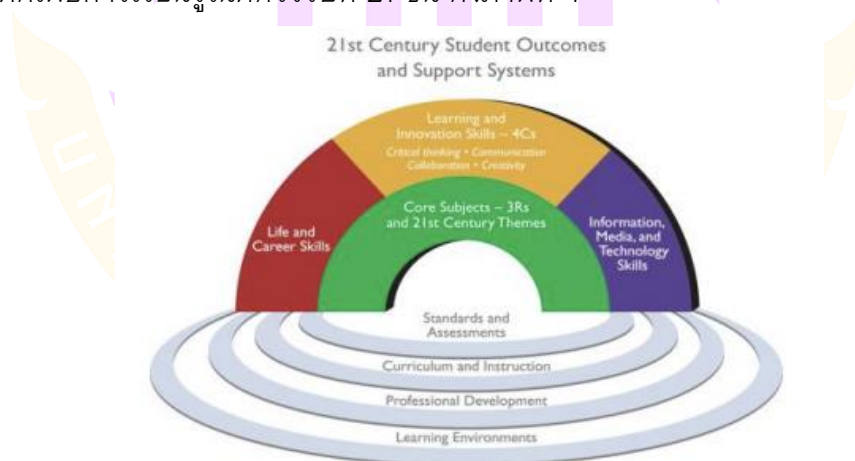 21st Century Student Outcomes
and Support Systems
Learning and
Innovation Skills – 4Cs
Critical thinking • Communication
Collaboration • Creativity
Core Subjects – 3Rs
and 21st Century Themes
Life and
Career Skills
Information,
Media, and
Technology
Skills
Standards and
Assessments
Curriculum and Instruction
Professional Development
Learning Environments